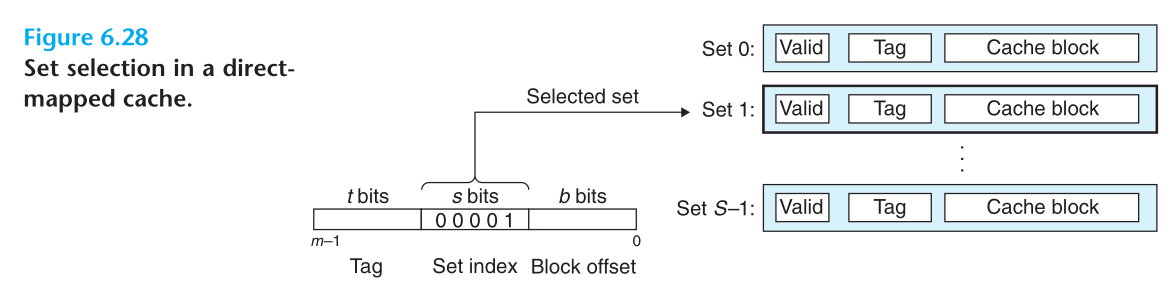 Figure 6.28
Set selection in a direct-
mapped cache.
Set 0: Valid Tag Cache block
Selected set
Set 1: Valid Tag Cache block
⋮
t bits s bits b bits
Set S–1: Valid Tag Cache block
0 0 0 0 1
m–1 0
Tag Set index Block offset